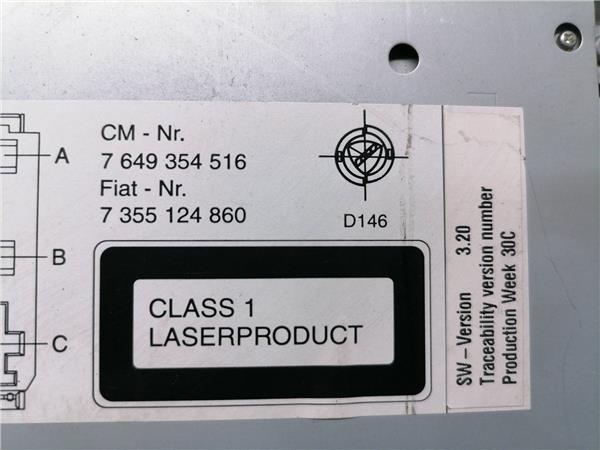 A
B
C
CM - Nr.
7 649 354 516
Fiat - Nr.
7 355 124 860
D146
CLASS 1
LASERPRODUCT
SW – Version 3.20
Traceability version number
Production Week 30C